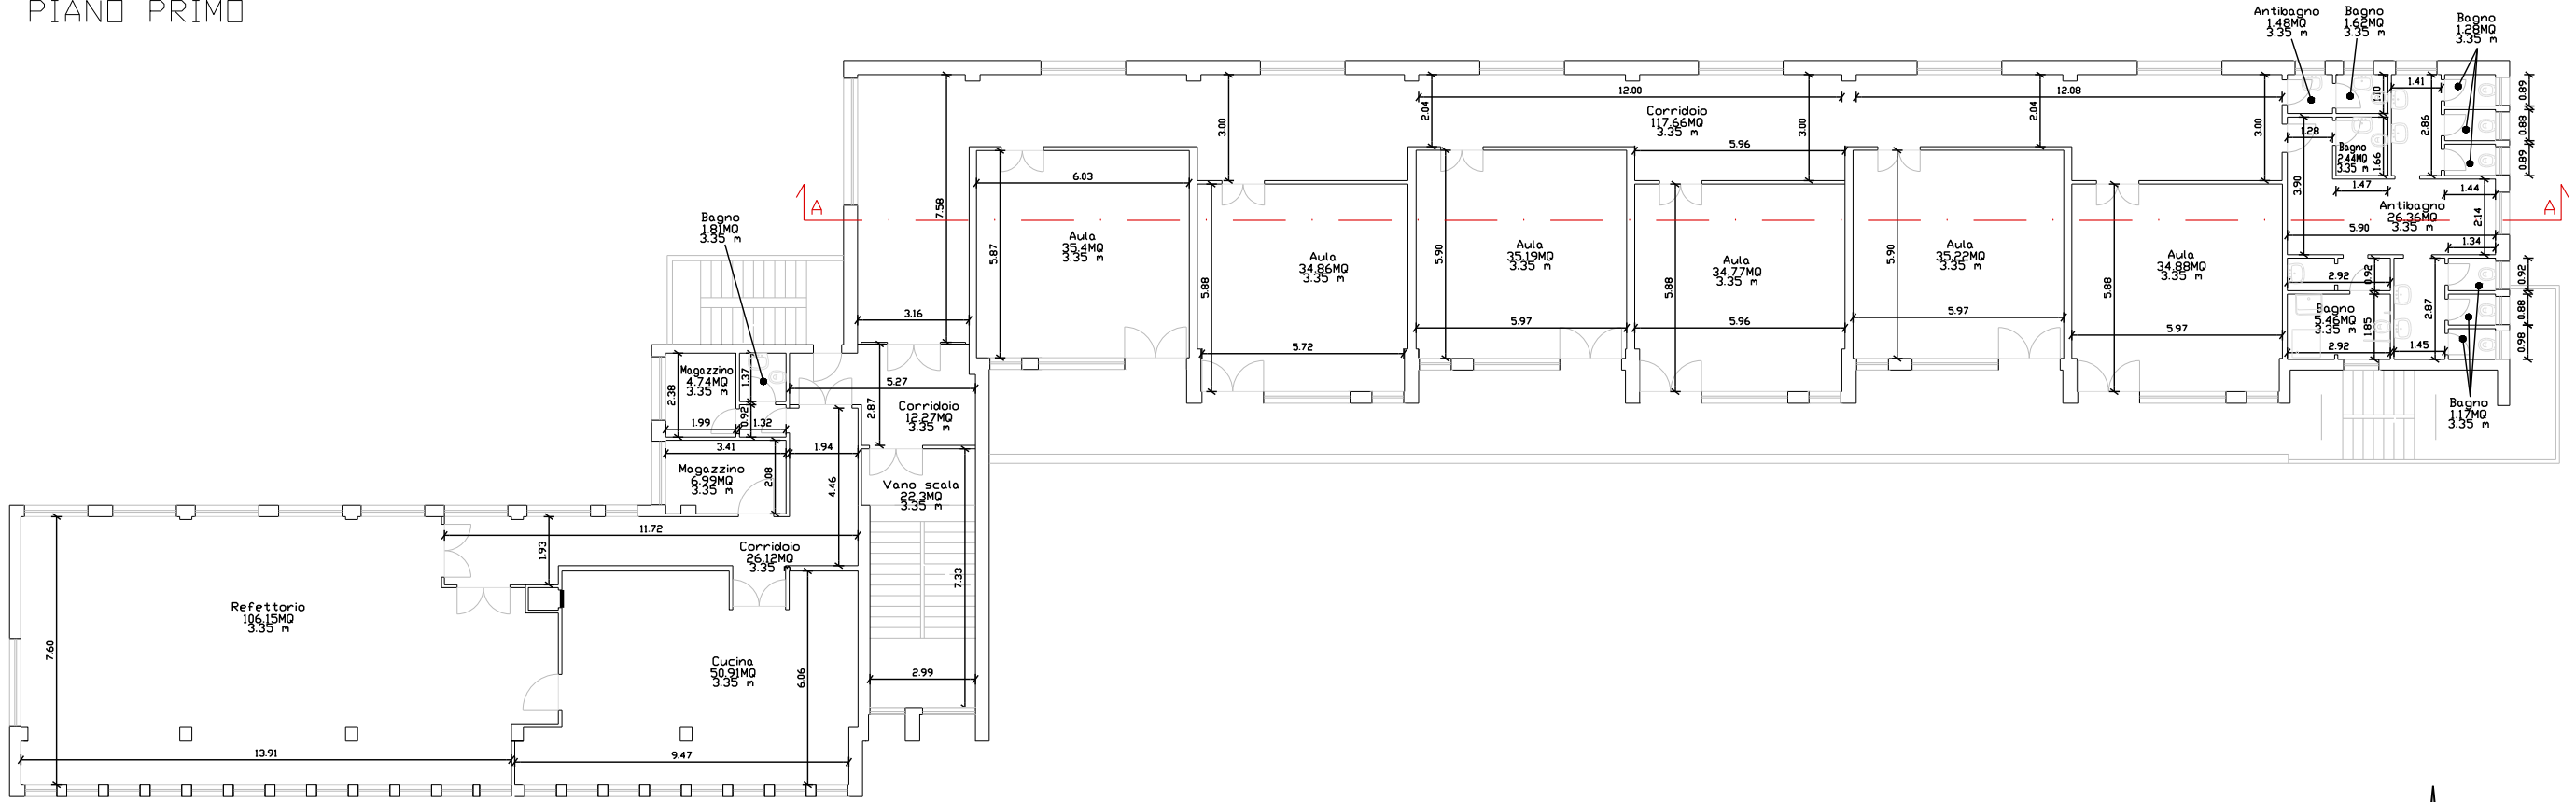 PIANO PRIMO
Antibagno
1.48MQ
3.35 m
Bagno
1.62MQ
3.35 m
Bagno
1.28MQ
3.35 m
12.00
12.08
1.41
0.89
1.10
7.58
3.00
2.04
Corridoio
117.66MQ
3.35 m
3.00
2.04
3.00
1.28
2.86
0.88
5.96
Bagno
2.44MQ
3.35 m
1.66
0.89
6.03
3.90
1.47
1.44
A
A
Bagno
1.81MQ
3.35 m
Antibagno
26.36MQ
3.35 m
2.14
5.90
1.34
5.87
Aula
35.4MQ
3.35 m
5.88
Aula
34.86MQ
3.35 m
5.90
Aula
35.19MQ
3.35 m
5.88
Aula
34.77MQ
3.35 m
5.90
Aula
35.22MQ
3.35 m
5.88
Aula
34.88MQ
3.35 m
2.92
0.92
0.92
3.16
5.97
5.96
5.97
5.97
Bagno
5.46MQ
3.35 m
1.85
2.87
0.88
5.72
2.92
1.45
0.98
Magazzino
4.74MQ
3.35 m
2.38
1.37
5.27
2.87
Corridoio
12.27MQ
3.35 m
Bagno
1.17MQ
3.35 m
1.99
0.92
1.32
3.41
1.94
Magazzino
6.99MQ
3.35 m
2.08
4.46
Vano scala
22.3MQ
3.35 m
11.72
1.93
Corridoio
26.12MQ
3.35 m
7.33
Refettorio
106.15MQ
3.35 m
7.60
Cucina
50.91MQ
3.35 m
6.06
2.99
13.91
9.47